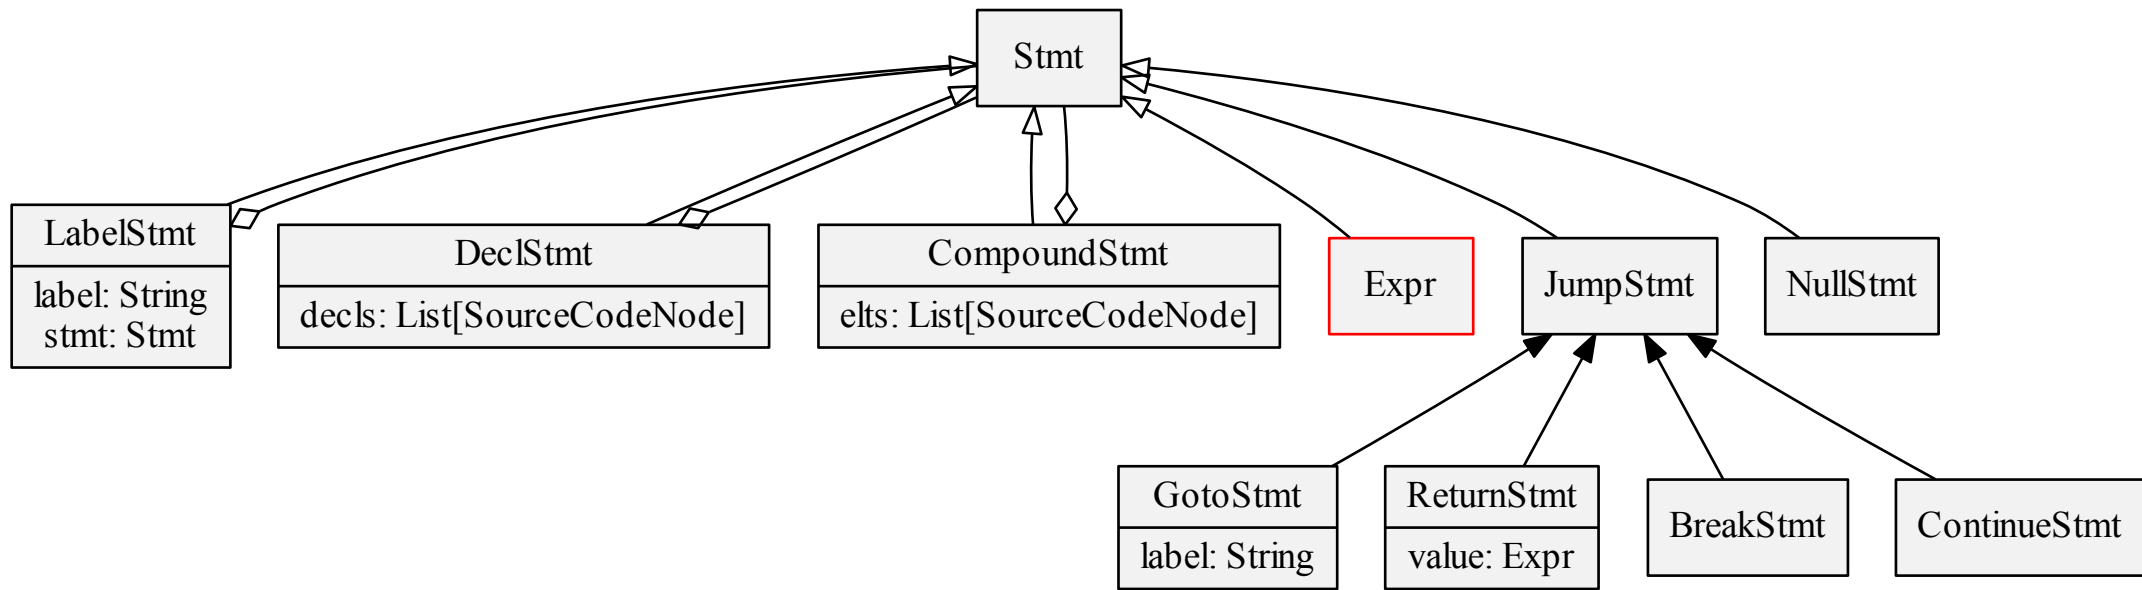 Stmt
LabelStmt
label: String
stmt: Stmt
DeclStmt
decls: List[SourceCodeNode]
CompoundStmt
elts: List[SourceCodeNode]
Expr
JumpStmt
NullStmt
GotoStmt
label: String
ReturnStmt
value: Expr
BreakStmt
ContinueStmt